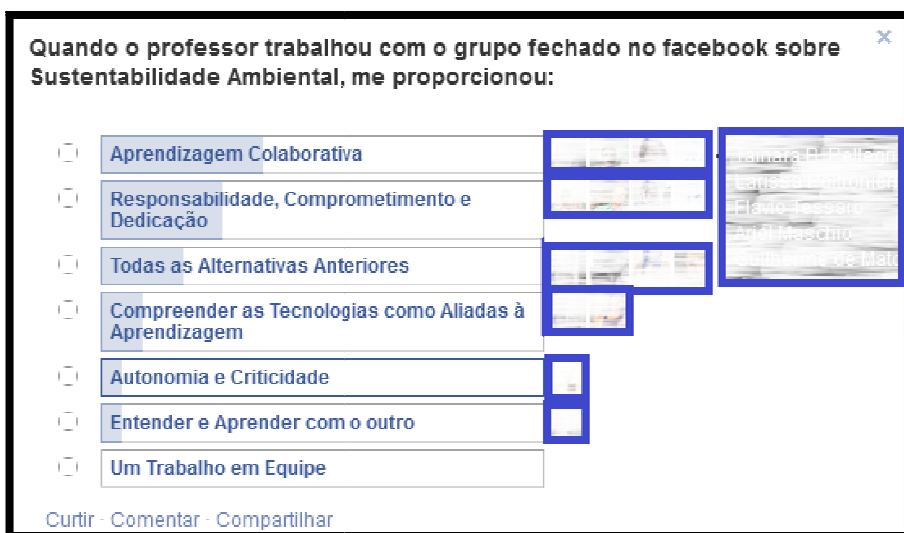 Quando o professor trabalhou com o grupo fechado no facebook sobre
Sustentabilidade Ambiental, me proporcionou:
Aprendizagem Colaborativa
Responsabilidade, Comprometimento e
Dedicação
Todas as Alternativas Anteriores
Compreender as Tecnologias como Aliadas à
Aprendizagem
Autonomia e Criticidade
Entender e Aprender com o outro
Um Trabalho em Equipe
Curtir · Comentar · Compartilhar